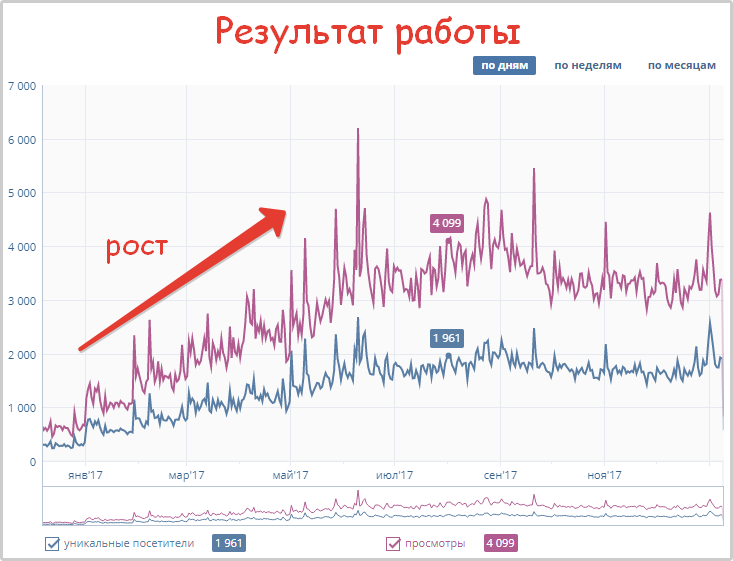 Результат работы
по дням по неделям по месяцам
7 000
6 000
5 000
4 000
3 000
2 000
1 000
0
рост
4 099
1 961
янв'17 мар'17 май'17 июл'17 сен'17 ноя'17
уникальные посетители 1 961 просмотры 4 099